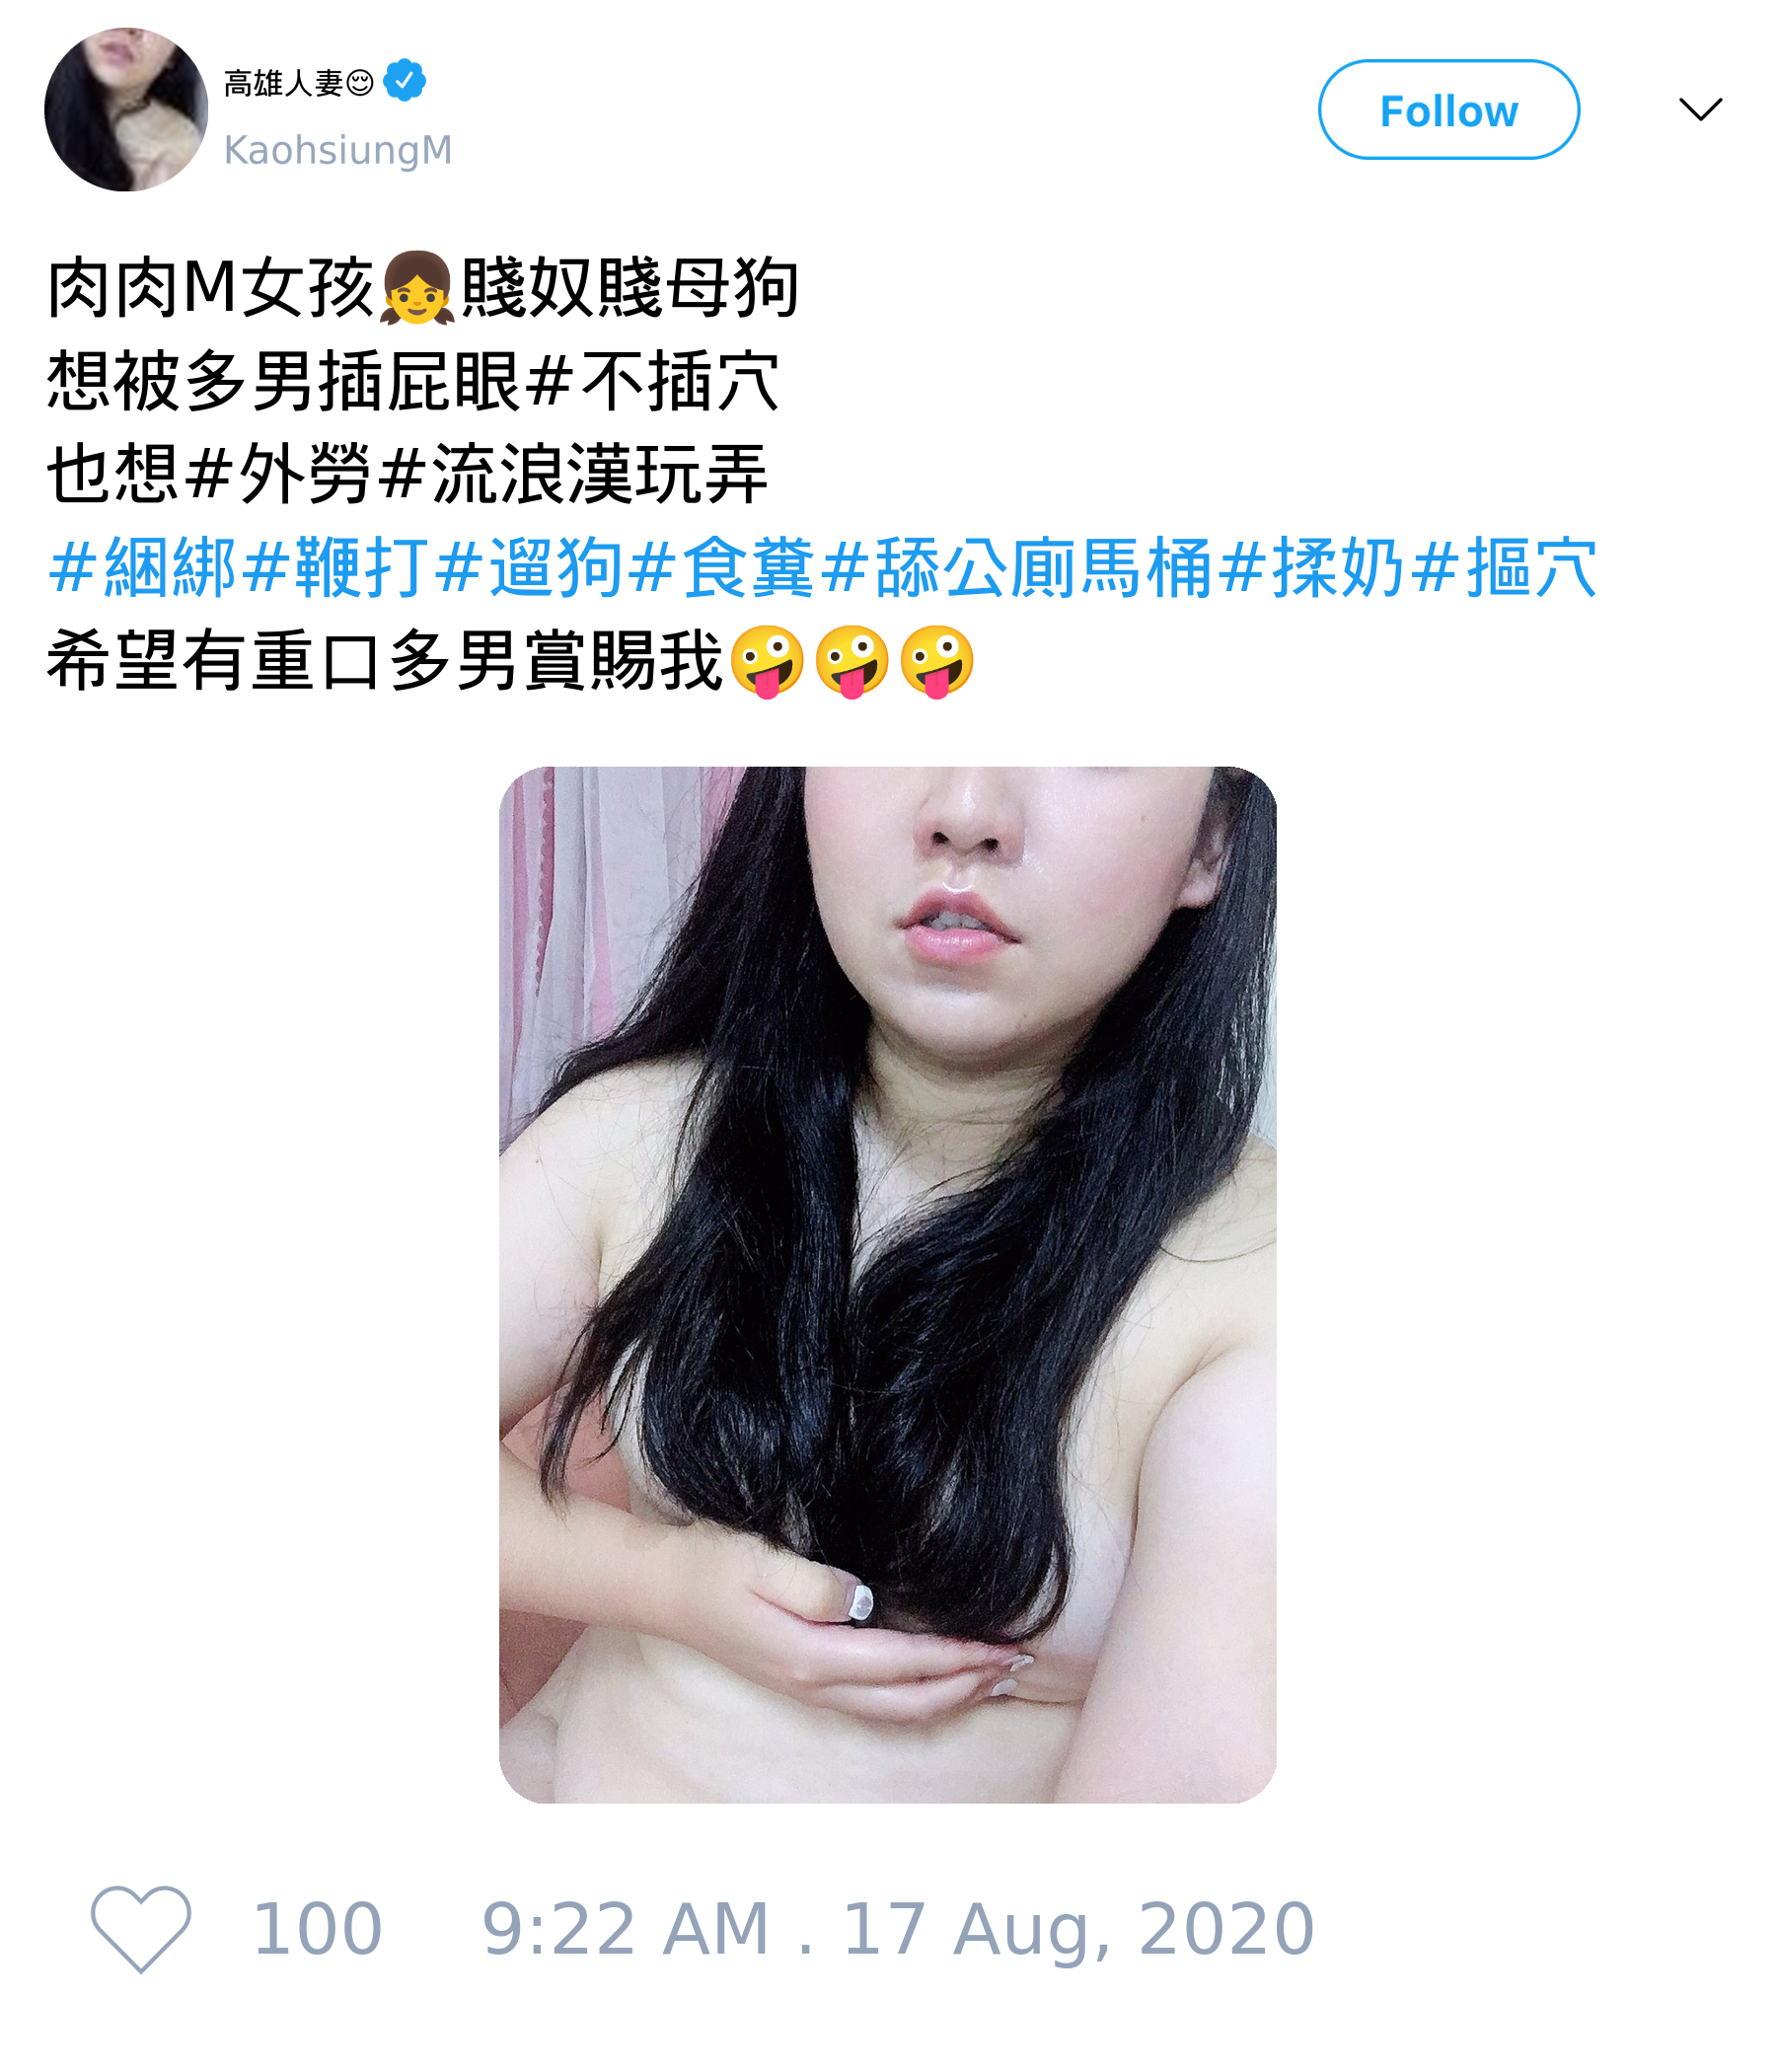 高雄人妻😌
KaohsiungM
Follow
肉肉M女孩👧賤奴賤母狗
想被多男插屁眼#不插穴
也想#外勞#流浪漢玩弄
#綑綁#鞭打#遛狗#食糞#舔公廁馬桶#揉奶#摳穴
希望有重口多男賞賜我🤪🤪🤪
100 9:22 AM . 17 Aug, 2020